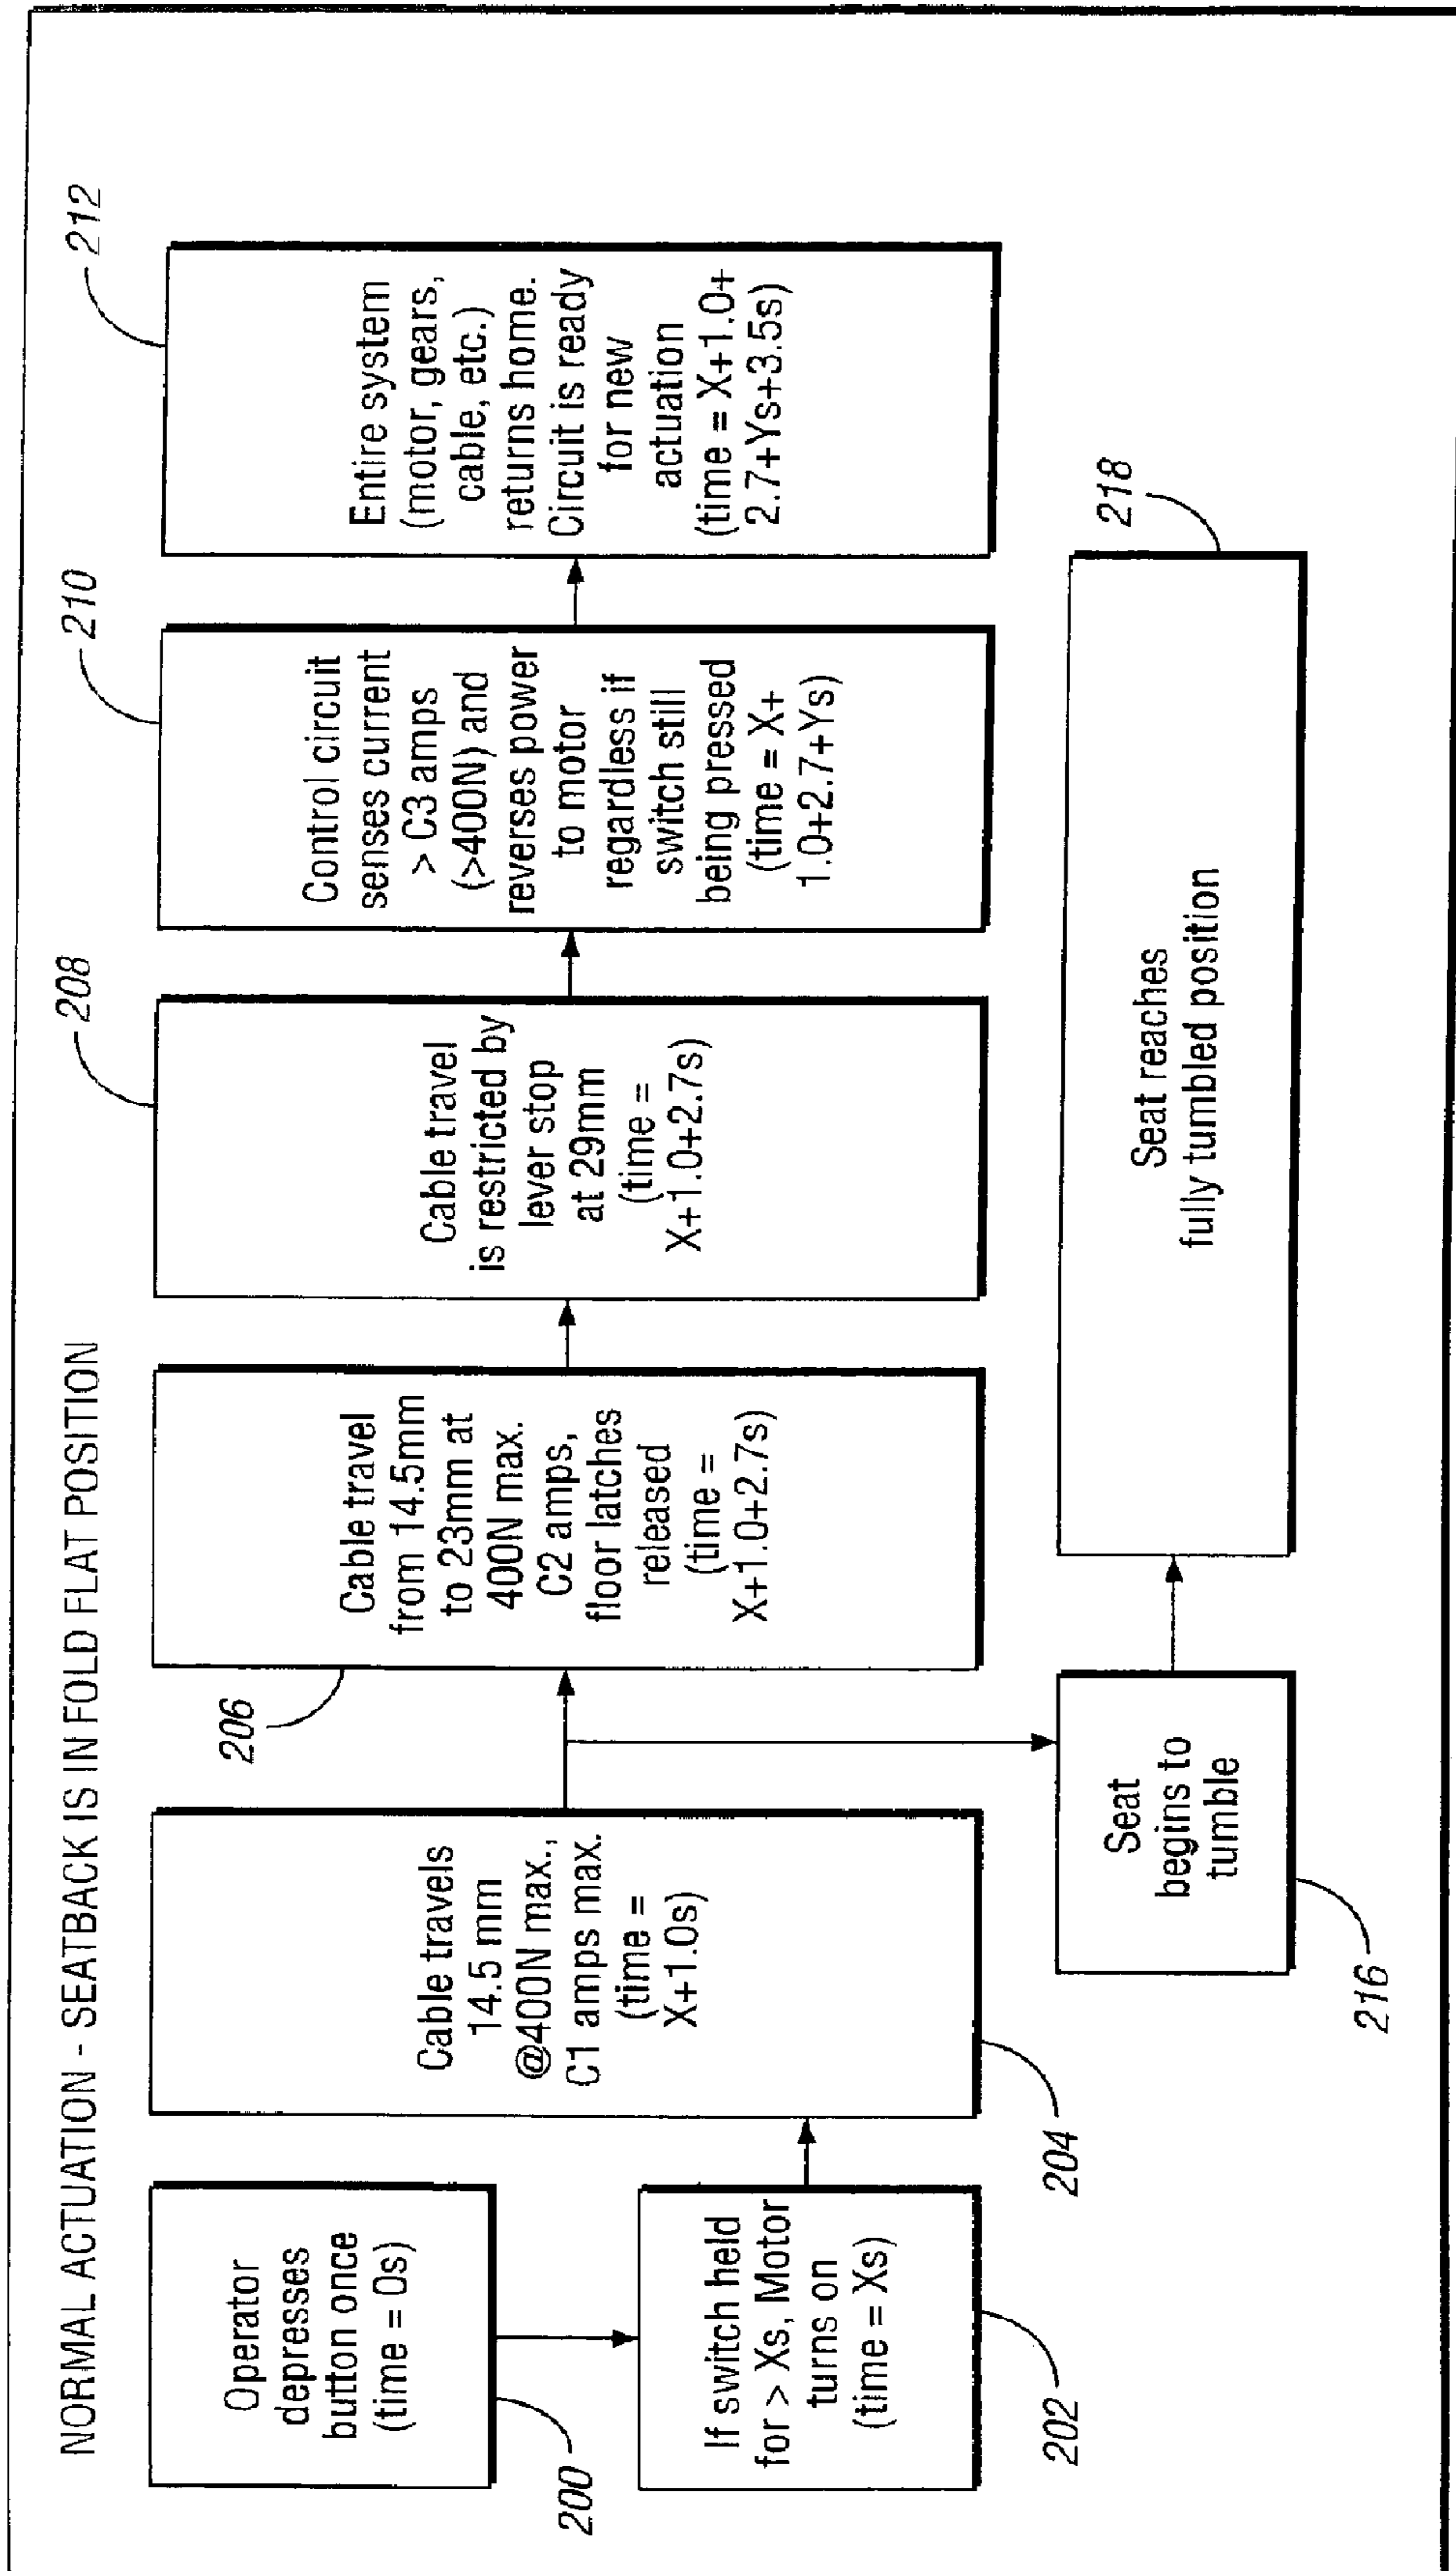 NORMAL ACTUATION - SEATBACK IS IN FOLD FLAT POSITION
Operator
depresses
button once
(time = 0s)
200
If switch held
for > Xs, Motor
turns on
(time = Xs)
202
Cable travels
14.5 mm
@400N max.,
C1 amps max.
(time =
X+1.0s)
204
Cable travel
from 14.5mm
to 23mm at
400N max.
C2 amps,
floor latches
released
(time =
X+1.0+2.7s)
206
Cable travel
is restricted by
lever stop
at 29mm
(time =
X+1.0+2.7s)
208
Control circuit
senses current
> C3 amps
(>400N) and
reverses power
to motor
regardless if
switch still
being pressed
(time = X+
1.0+2.7+Ys)
210
Entire system
(motor, gears,
cable, etc.)
returns home.
Circuit is ready
for new
actuation
(time = X+1.0+
2.7+Ys+3.5s)
212
Seat
begins to
tumble
216
Seat reaches
fully tumbled position
218